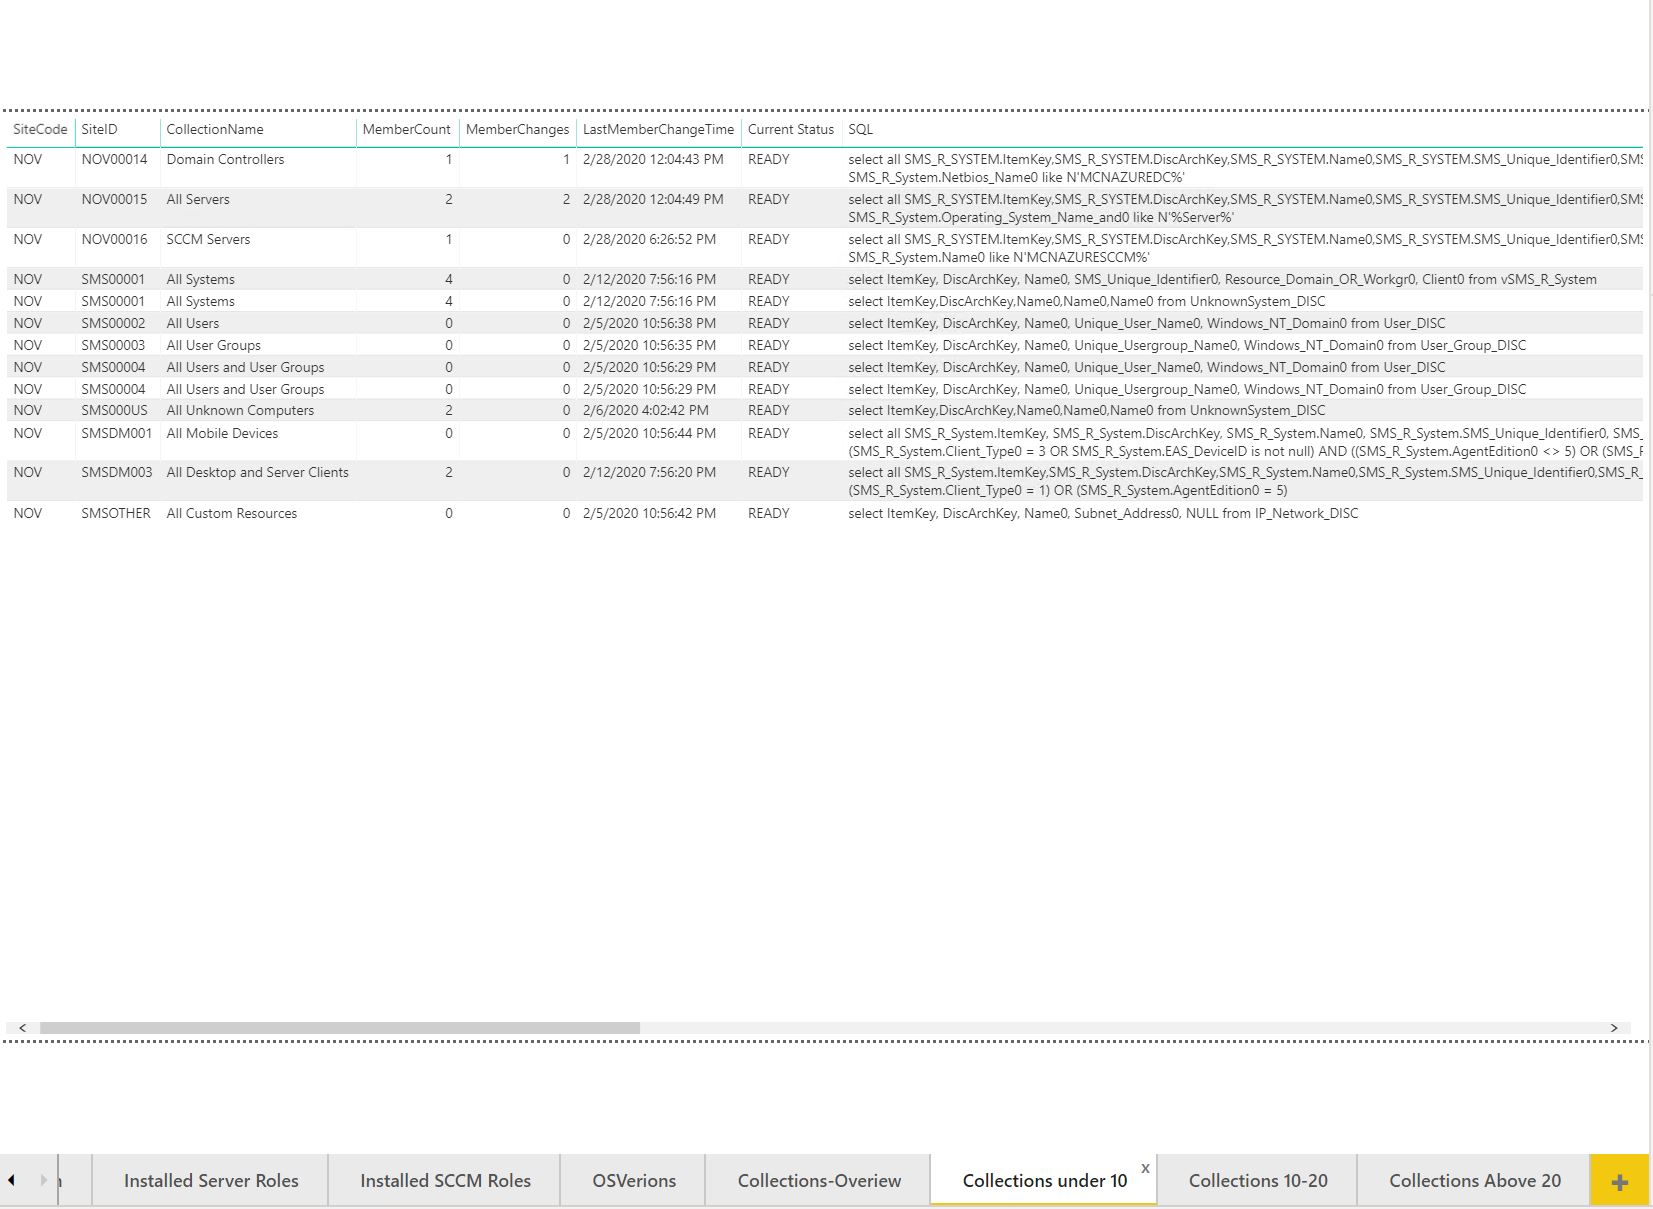 SiteCode SiteID CollectionName MemberCount MemberChanges LastMemberChangeTime Current Status SQL
NOV NOV00014 Domain Controllers 1 1 2/28/2020 12:04:43 PM READY select all SMS_R_SYSTEM.ItemKey,SMS_R_SYSTEM.DiscArchKey,SMS_R_SYSTEM.Name0,SMS_R_SYSTEM.SMS_Unique_Identifier0,SMS
SMS_R_System.Netbios_Name0 like N'MCNAZUREDC%'
NOV NOV00015 All Servers 2 2 2/28/2020 12:04:49 PM READY select all SMS_R_SYSTEM.ItemKey,SMS_R_SYSTEM.DiscArchKey,SMS_R_SYSTEM.Name0,SMS_R_SYSTEM.SMS_Unique_Identifier0,SMS
SMS_R_System.Operating_System_Name_and0 like N'%Server%'
NOV NOV00016 SCCM Servers 1 0 2/28/2020 6:26:52 PM READY select all SMS_R_SYSTEM.ItemKey,SMS_R_SYSTEM.DiscArchKey,SMS_R_SYSTEM.Name0,SMS_R_SYSTEM.SMS_Unique_Identifier0,SMS
SMS_R_System.Name0 like N'MCNAZURESCCM%'
NOV SMS00001 All Systems 4 0 2/12/2020 7:56:16 PM READY select ItemKey, DiscArchKey, Name0, SMS_Unique_Identifier0, Resource_Domain_OR_Workgr0, Client0 from vSMS_R_System
NOV SMS00001 All Systems 4 0 2/12/2020 7:56:16 PM READY select ItemKey,DiscArchKey,Name0,Name0,Name0 from UnknownSystem_DISC
NOV SMS00002 All Users 0 0 2/5/2020 10:56:38 PM READY select ItemKey, DiscArchKey, Name0, Unique_User_Name0, Windows_NT_Domain0 from User_DISC
NOV SMS00003 All User Groups 0 0 2/5/2020 10:56:35 PM READY select ItemKey, DiscArchKey, Name0, Unique_Usergroup_Name0, Windows_NT_Domain0 from User_Group_DISC
NOV SMS00004 All Users and User Groups 0 0 2/5/2020 10:56:29 PM READY select ItemKey, DiscArchKey, Name0, Unique_User_Name0, Windows_NT_Domain0 from User_DISC
NOV SMS00004 All Users and User Groups 0 0 2/5/2020 10:56:29 PM READY select ItemKey, DiscArchKey, Name0, Unique_Usergroup_Name0, Windows_NT_Domain0 from User_Group_DISC
NOV SMS000US All Unknown Computers 2 0 2/6/2020 4:02:42 PM READY select ItemKey,DiscArchKey,Name0,Name0,Name0 from UnknownSystem_DISC
NOV SMSDM001 All Mobile Devices 0 0 2/5/2020 10:56:44 PM READY select all SMS_R_System.ItemKey, SMS_R_System.DiscArchKey, SMS_R_System.Name0, SMS_R_System.SMS_Unique_Identifier0, SMS_
(SMS_R_System.Client_Type0 = 3 OR SMS_R_System.EAS_DeviceID is not null) AND ((SMS_R_System.AgentEdition0 <> 5) OR (SMS_
NOV SMSDM003 All Desktop and Server Clients 2 0 2/12/2020 7:56:20 PM READY select all SMS_R_System.ItemKey,SMS_R_System.DiscArchKey,SMS_R_System.Name0,SMS_R_System.SMS_Unique_Identifier0,SMS_R_
(SMS_R_System.Client_Type0 = 1) OR (SMS_R_System.AgentEdition0 = 5)
NOV SMSOTHER All Custom Resources 0 0 2/5/2020 10:56:42 PM READY select ItemKey, DiscArchKey, Name0, Subnet_Address0, NULL from IP_Network_DISC
Installed Server Roles Installed SCCM Roles OSVerions Collections-Overiew Collections under 10 x Collections 10-20 Collections Above 20 +